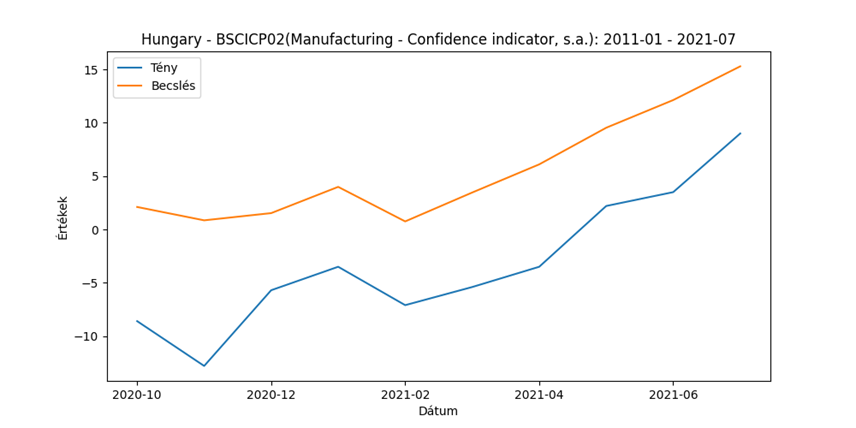 Hungary - BSCICP02(Manufacturing - Confidence indicator, s.a.): 2011-01 - 2021-07
Tény
Becslés
15
10
5
0
−5
−10
Értékek
2020-10
2020-12
2021-02
2021-04
2021-06
Dátum